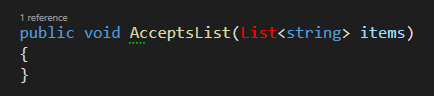 1 reference
public void AcceptsList(List<string> items)
{
}